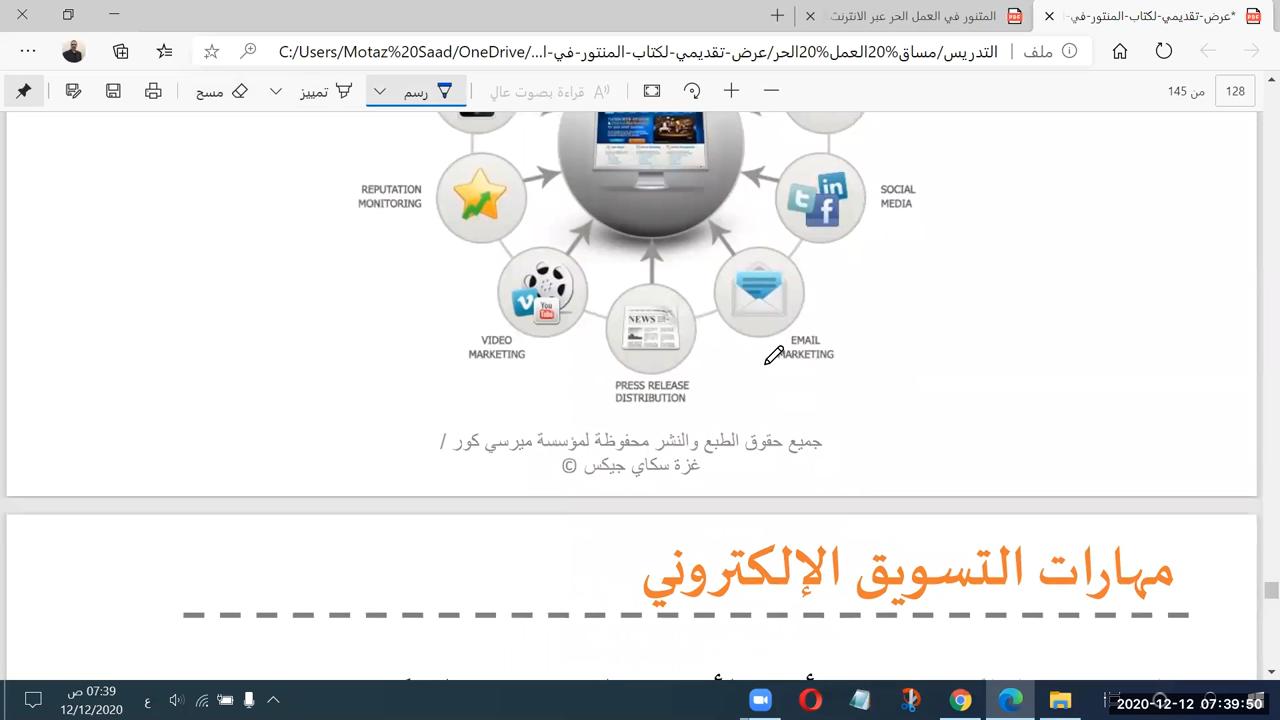 *عرض-تقديمي-لكتاب-المنتور-في-ا
المتنور في العمل الحر عبر الانترنت
ملف
C:/Users/Motaz%20Saad/OneDrive/التدريس/مساق%20العمل%20الحر/عرض-تقديمي-لكتاب-المنتور-في-ا...
128
من 145
قراءة بصوت عالٍ
رسم
تمييز
مسح
REPUTATION
MONITORING
SOCIAL
MEDIA
You
Tube
NEWS
VIDEO
MARKETING
EMAIL
MARKETING
PRESS RELEASE
DISTRIBUTION
جميع حقوق الطبع والنشر محفوظة لمؤسسة ميرسي كور /
غزة سكاي جيكس ©
مهارات التسويق الإلكتروني
07:39 ص
12/12/2020
ع
2020-12-12 07:39:50